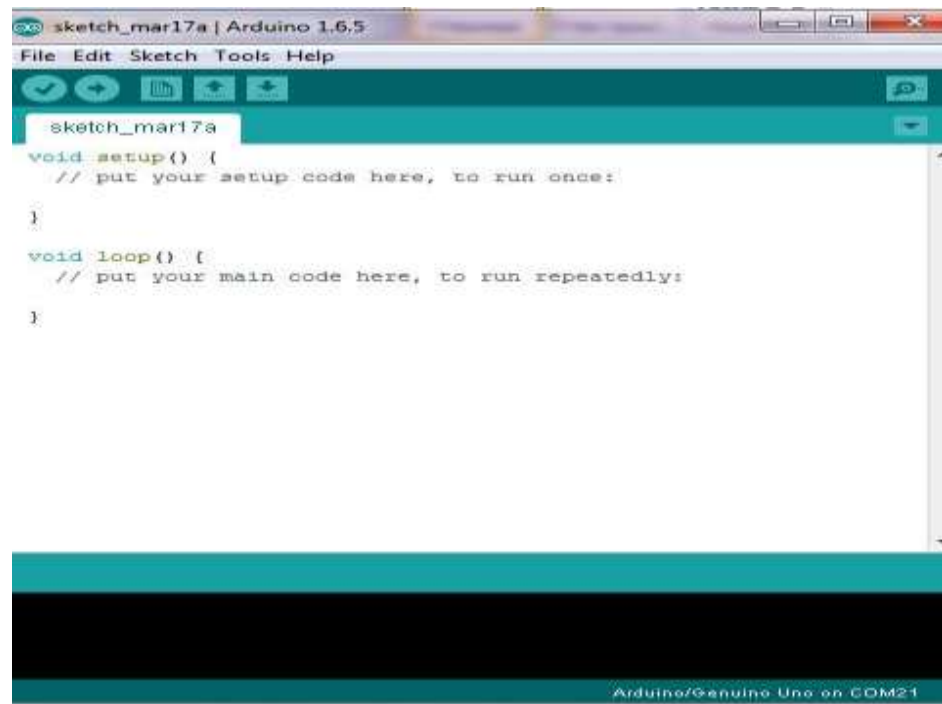 sketch_mar17a | Arduino 1.6.5
File Edit Sketch Tools Help
sketch_mar17a
void setup() {
// put your setup code here, to run once:
}
void loop() {
// put your main code here, to run repeatedly:
}
Arduino/Genuino Uno on COM21